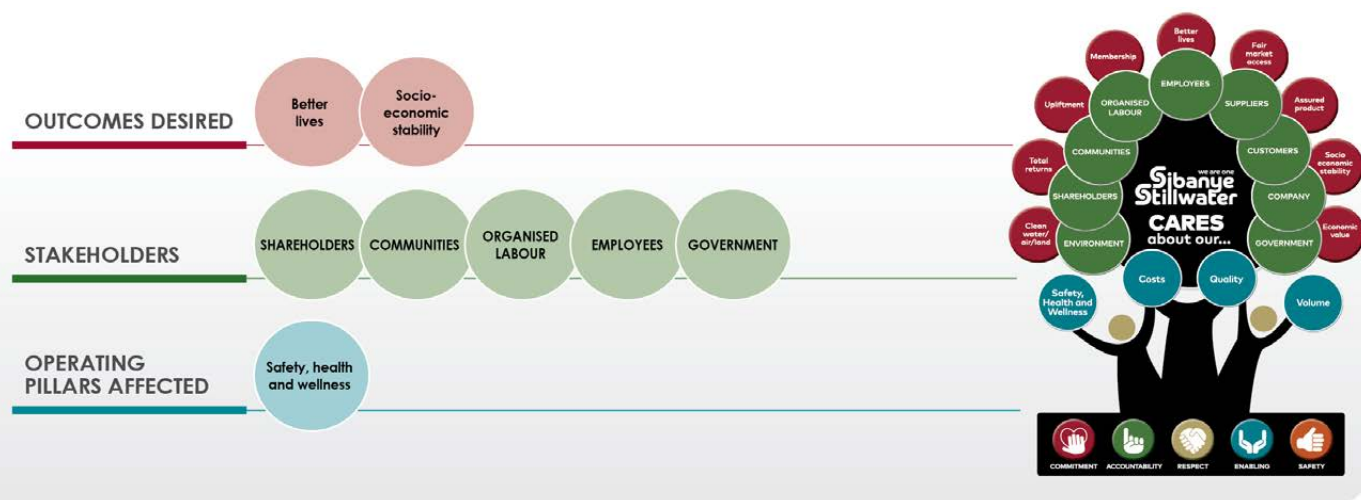 OUTCOMES DESIRED
Better
lives
Socio-
economic
stability
STAKEHOLDERS
SHAREHOLDERS
COMMUNITIES
ORGANISED
LABOUR
EMPLOYEES
GOVERNMENT
OPERATING
PILLARS AFFECTED
Safety, health
and wellness
Better
lives
Membership
Fair
market
access
EMPLOYEES
Upliftment
ORGANISED
LABOUR
SUPPLIERS
Assured
product
COMMUNITIES
CUSTOMERS
Total
returns
Socio
economic
stability
we are one
Sibanye
Stillwater
SHAREHOLDERS
COMPANY
CARES
about our...
Clean
water/
air/land
ENVIRONMENT
GOVERNMENT
Economic
value
Costs
Quality
Safety,
Health and
Wellness
Volume
COMMITMENT
ACCOUNTABILITY
RESPECT
ENABLING
SAFETY